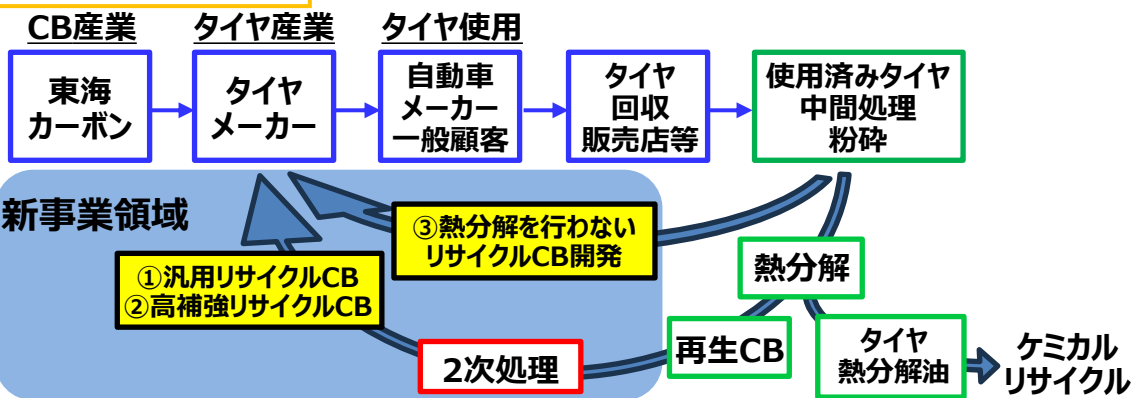 CB産業
タイヤ産業
タイヤ使用
東海
カーボン
タイヤ
メーカー
自動車
メーカー
一般顧客
タイヤ
回収
販売店等
使用済みタイヤ
中間処理
粉砕
新事業領域
③熱分解を行わない
リサイクルCB開発
①汎用リサイクルCB
②高補強リサイクルCB
熱分解
2次処理
再生CB
タイヤ
熱分解油
ケミカル
リサイクル